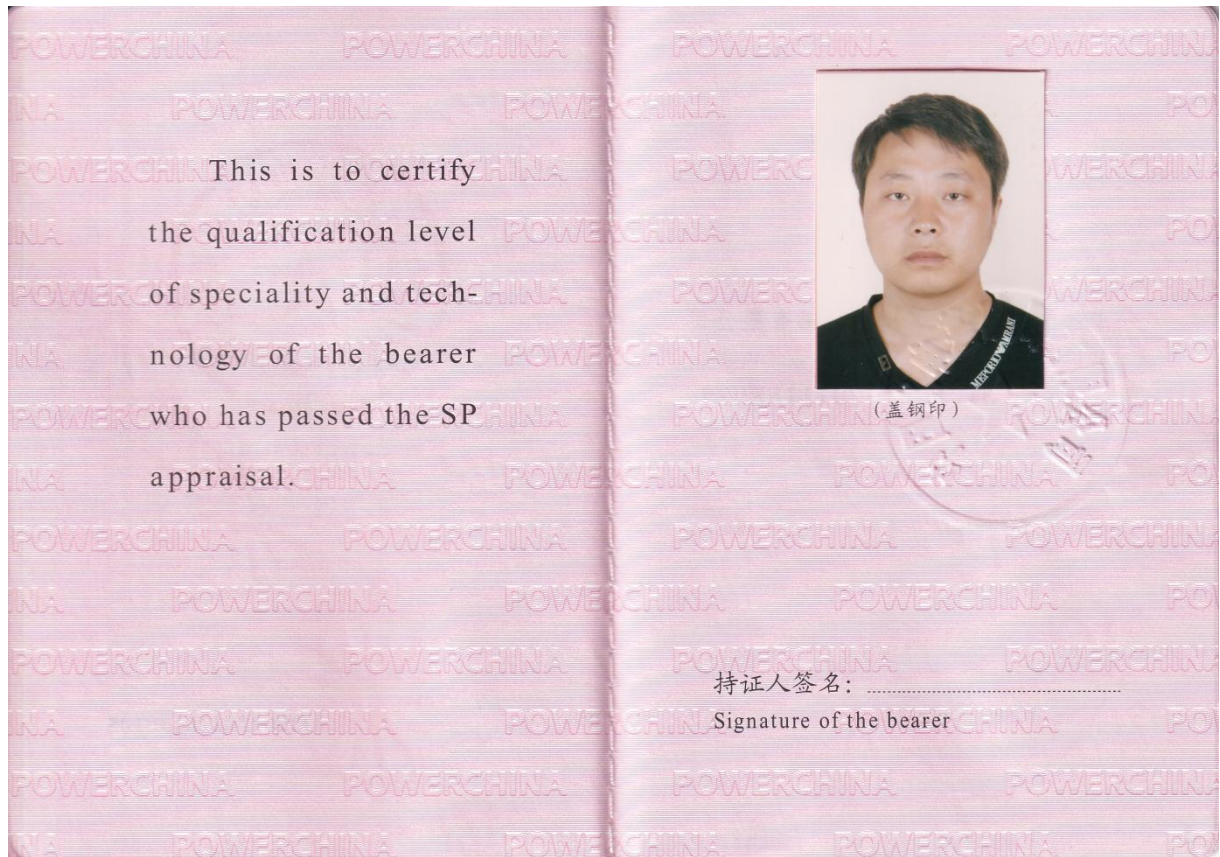 This is to certify
the qualification level
of speciality and tech-
nology of the bearer
who has passed the SP
appraisal.
(盖钢印)
持证人签名:
Signature of the bearer
POWERCHINA